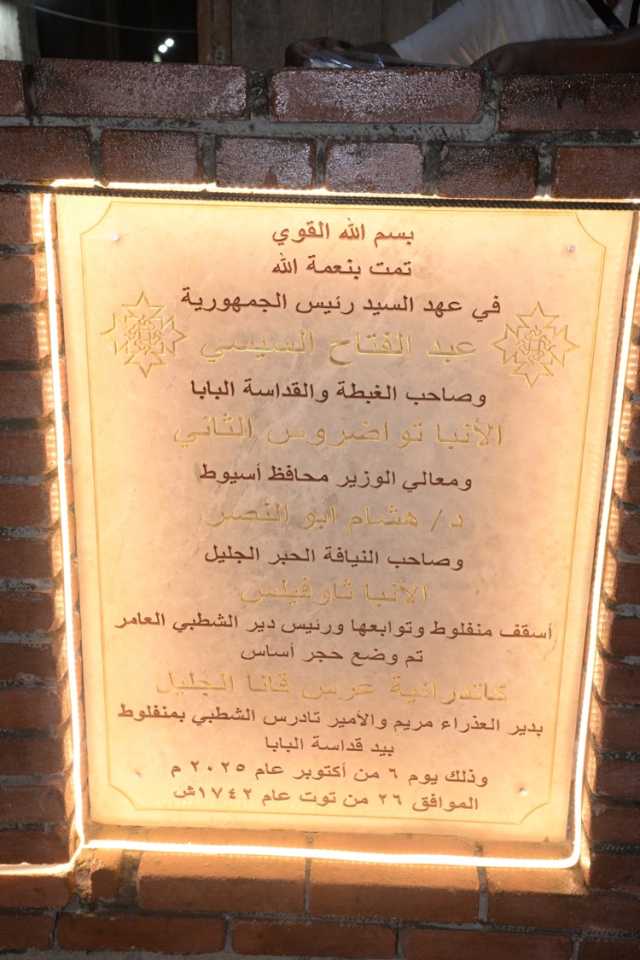 بسم الله القوي
تمت بنعمة الله
في عهد السيد رئيس الجمهورية
عبد الفتاح السيسي
وصاحب الغبطة والقداسة البابا
الأنبا تواضروس الثاني
ومعالي الوزير محافظ أسيوط
د/ هشام ابو النصر
وصاحب النيافة الحبر الجليل
الأنبا ثاوفيلس
أسقف منفلوط وتوابعها ورئيس دير الشطبي العامر
تم وضع حجر أساس
كاتدرائية عرس قانا الجليل
بدير العذراء مريم والأمير تادرس الشطبي بمنفلوط
بيد قداسة البابا
وذلك يوم ٦ من أكتوبر عام ٢٠٢٥ م
الموافق ٢٦ من توت عام ١٧٤٢ش